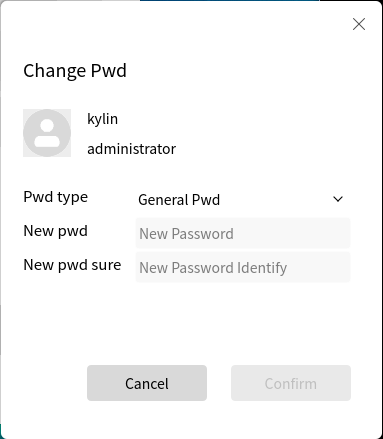 Change Pwd
kylin
administrator
Pwd type General Pwd
New pwd New Password
New pwd sure New Password Identify
Cancel Confirm